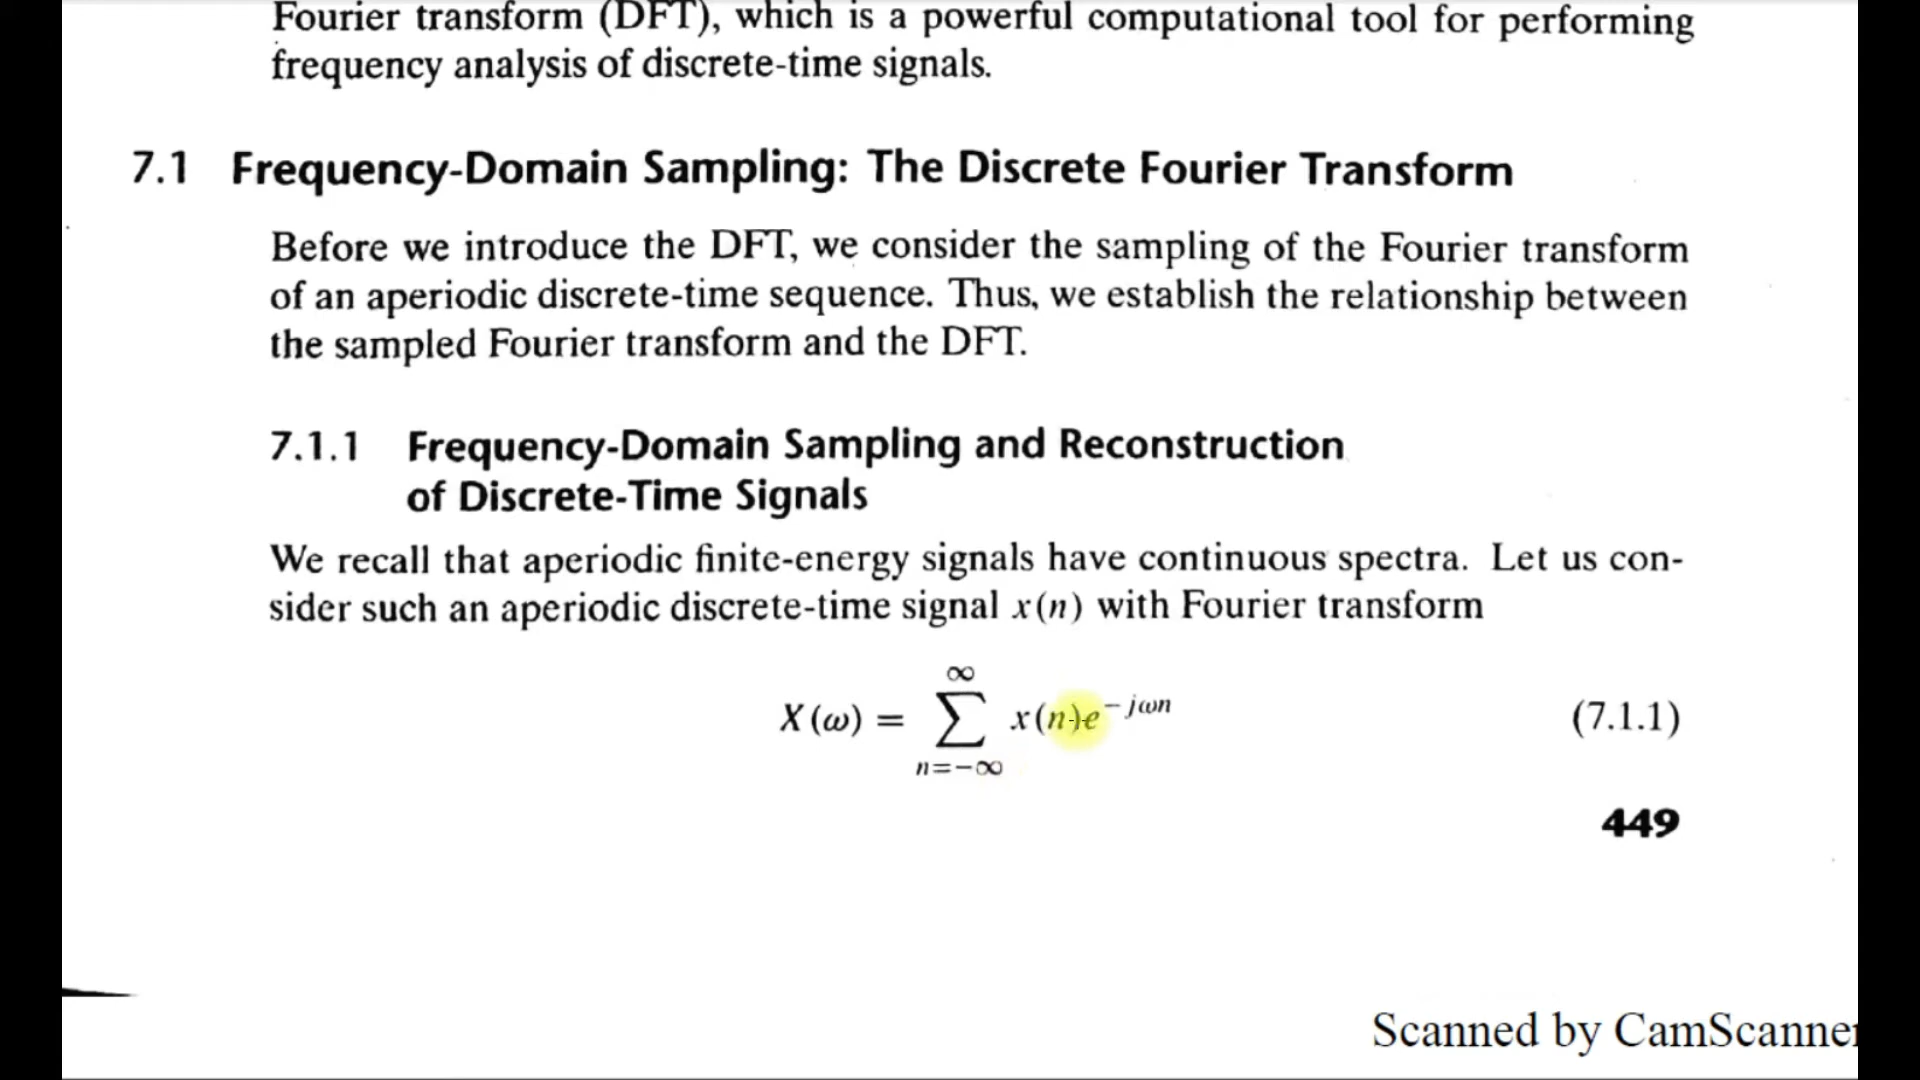 Fourier transform (DFT), which is a powerful computational tool for performing
frequency analysis of discrete-time signals.
7.1 Frequency-Domain Sampling: The Discrete Fourier Transform
Before we introduce the DFT, we consider the sampling of the Fourier transform
of an aperiodic discrete-time sequence. Thus, we establish the relationship between
the sampled Fourier transform and the DFT.
7.1.1 Frequency-Domain Sampling and Reconstruction
of Discrete-Time Signals
We recall that aperiodic finite-energy signals have continuous spectra. Let us con-
sider such an aperiodic discrete-time signal x(n) with Fourier transform
X(ω) = ∑_{n=-∞}^{∞} x(n)e^{-jωn} (7.1.1)
449
Scanned by CamScanner